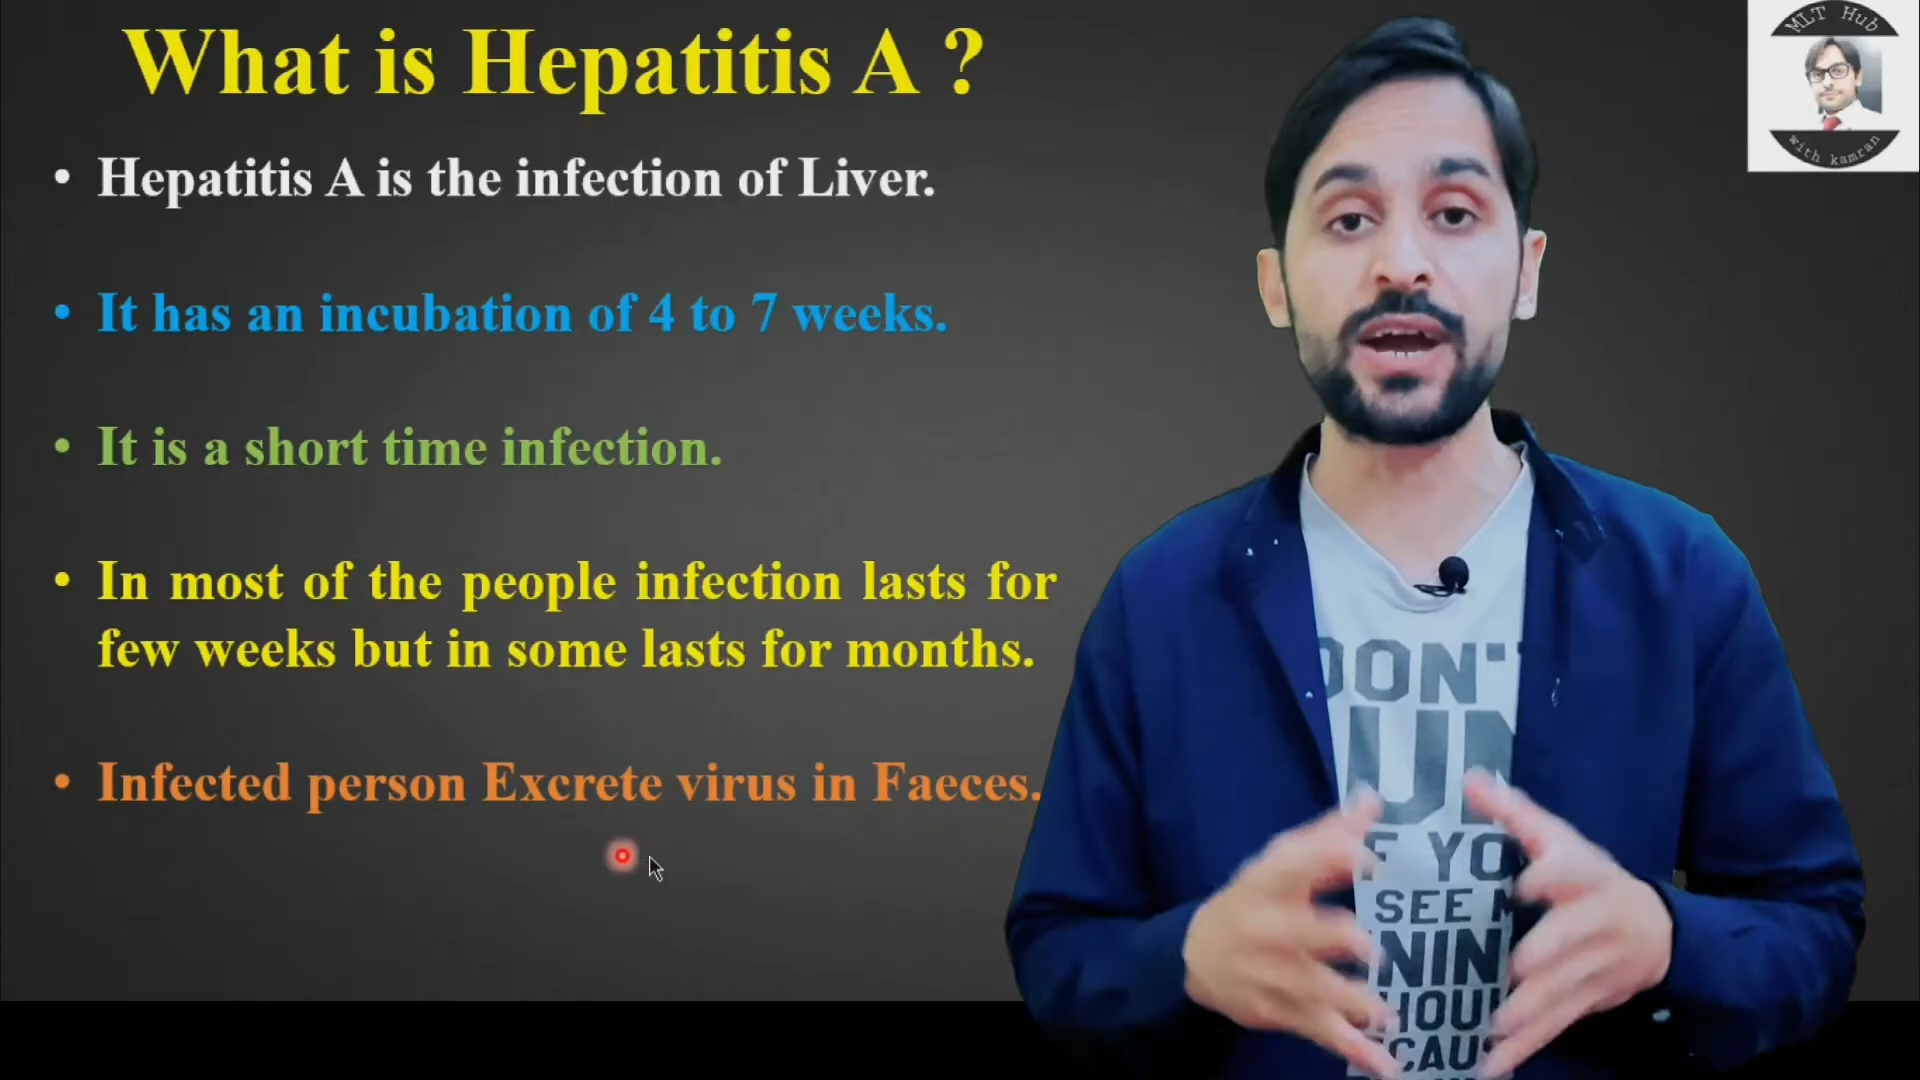 What is Hepatitis A ?
• Hepatitis A is the infection of Liver.
• It has an incubation of 4 to 7 weeks.
• It is a short time infection.
• In most of the people infection lasts for
few weeks but in some lasts for months.
• Infected person Excrete virus in Faeces.
MLT Hub
with kamran
DON'T
SEE